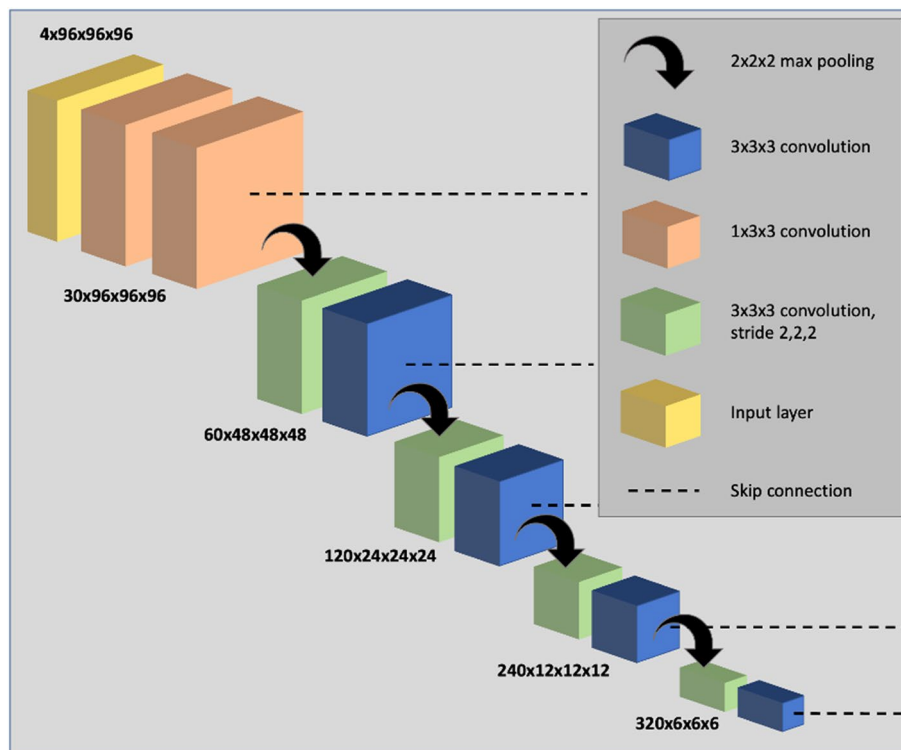 4x96x96x96
30x96x96x96
60x48x48x48
120x24x24x24
240x12x12x12
320x6x6x6
2x2x2 max pooling
3x3x3 convolution
1x3x3 convolution
3x3x3 convolution,
stride 2,2,2
Input layer
Skip connection